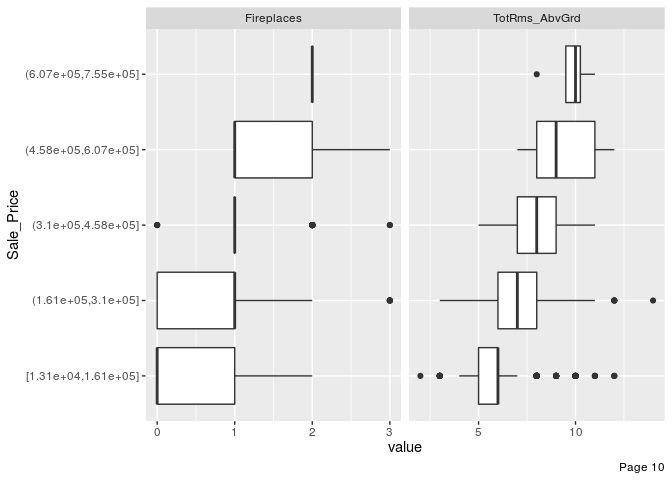 Fireplaces
TotRms_AbvGrd
Sale_Price
(6.07e+05,7.55e+05]
(4.58e+05,6.07e+05]
(3.1e+05,4.58e+05]
(1.61e+05,3.1e+05]
[1.31e+04,1.61e+05]
0 1 2 3
5 10
value
Page 10